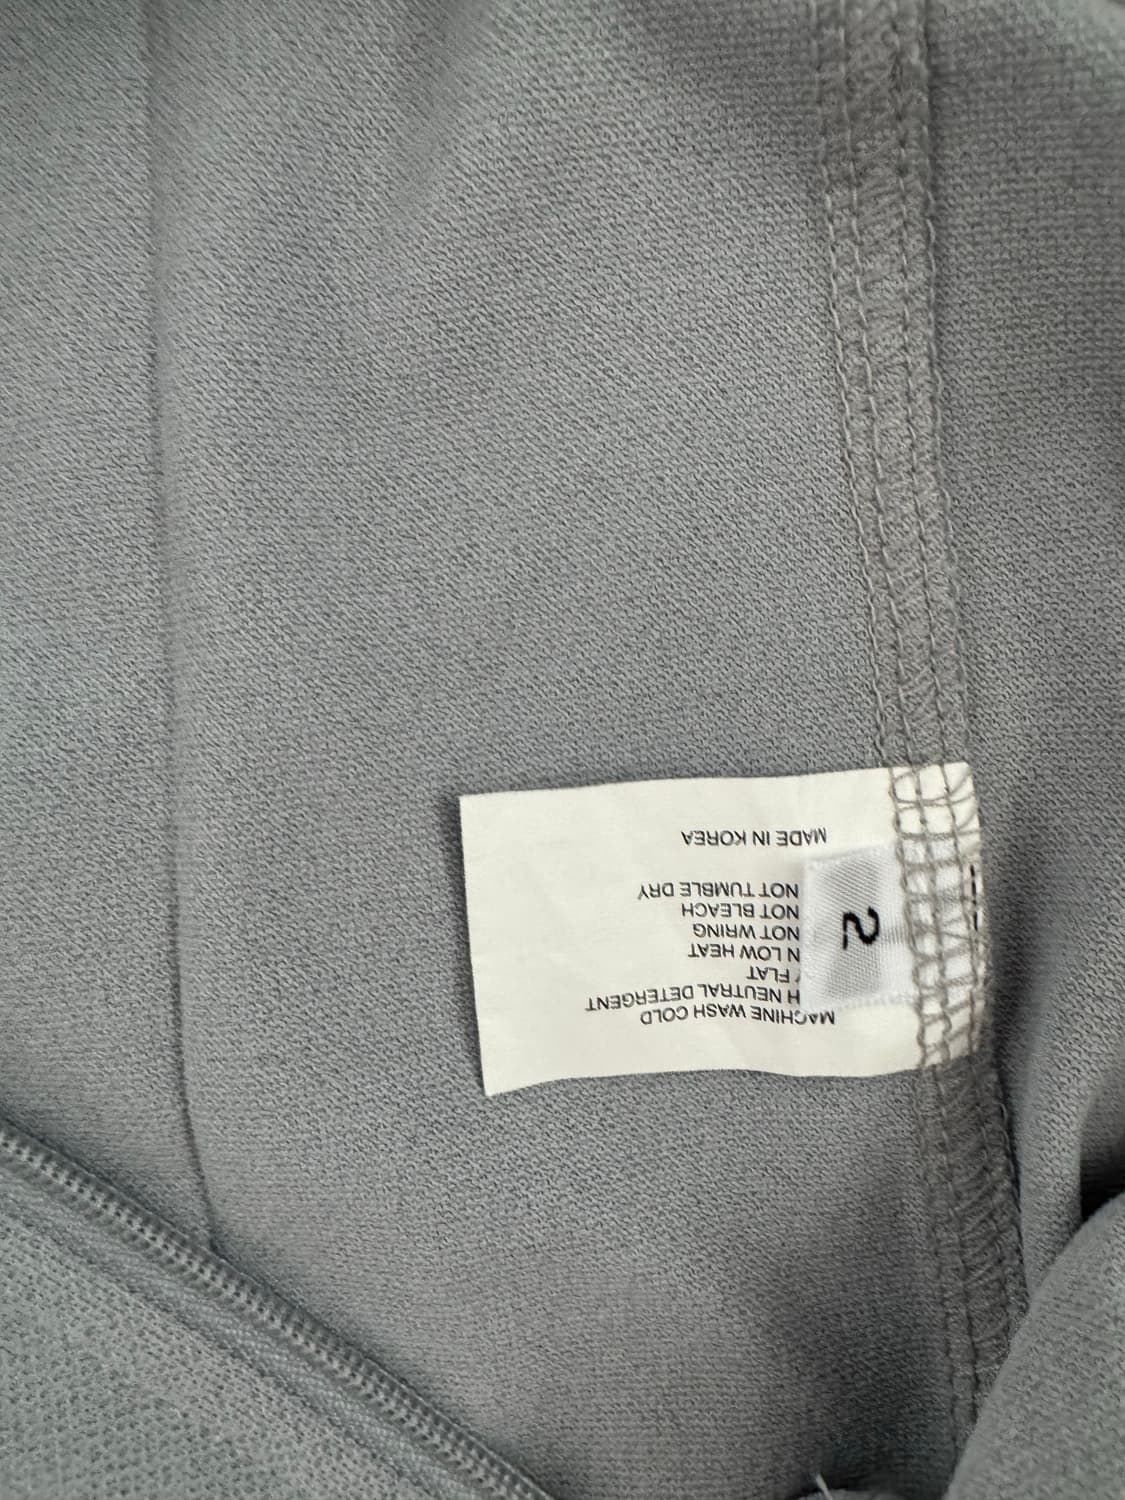 MACHINE WASH COLD
H NEUTRAL DETERGENT
FLAT
N LOW HEAT
NOT WRING
NOT BLEACH
NOT TUMBLE DRY
MADE IN KOREA
2